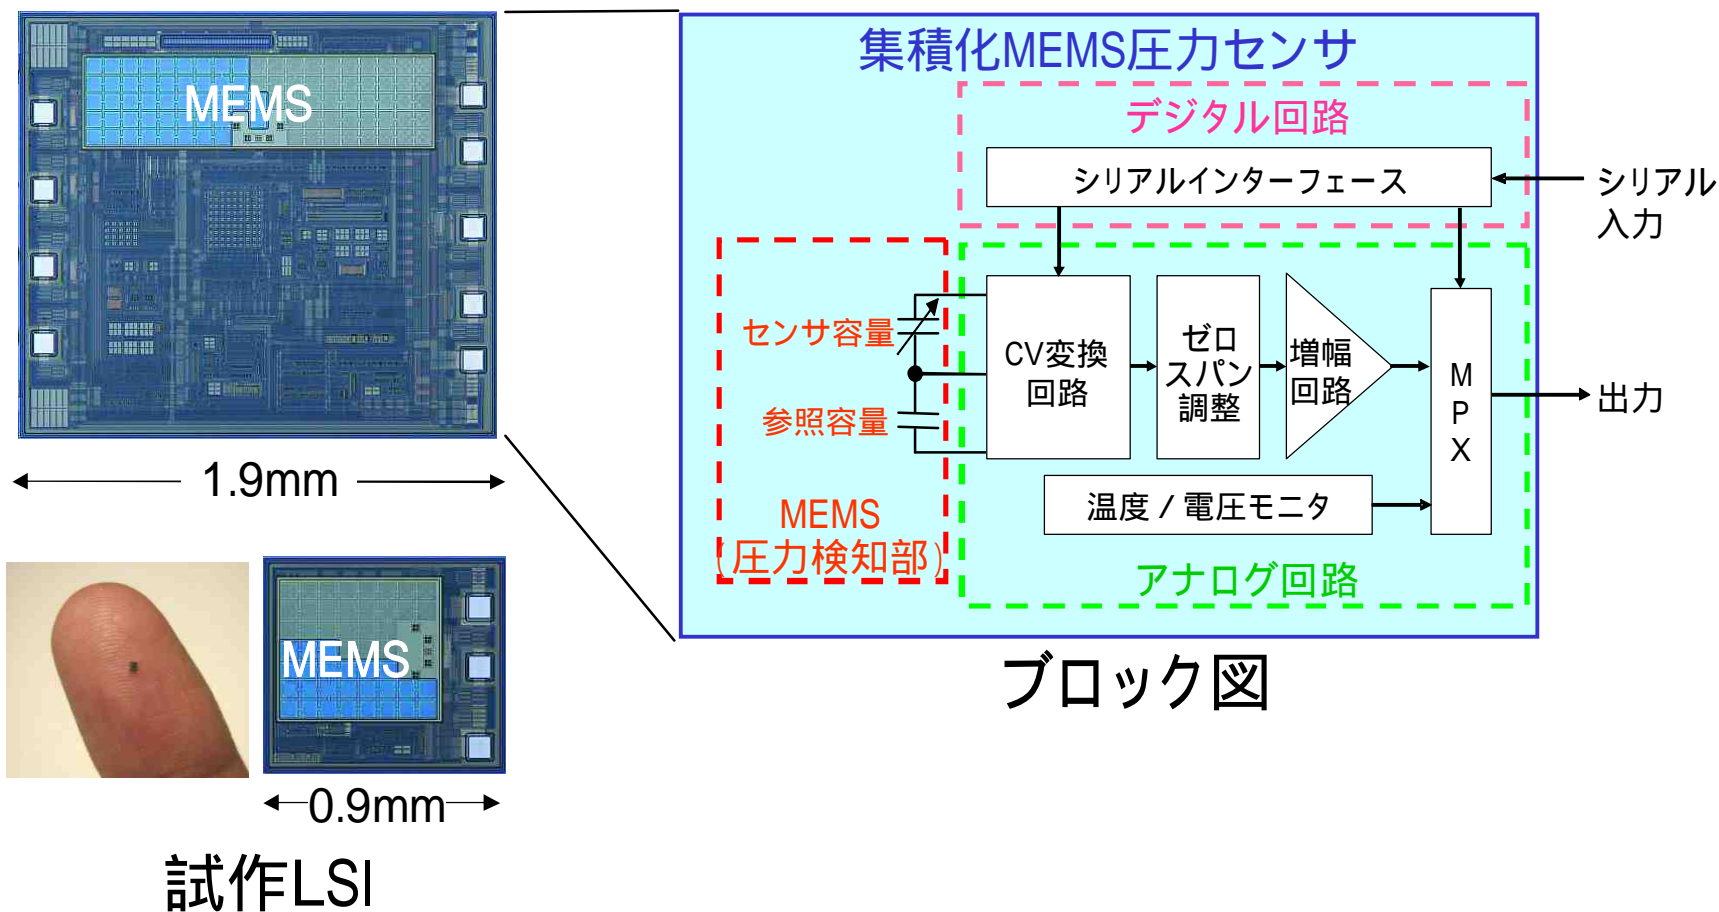 MEMS
1.9mm
MEMS
0.9mm
試作LSI
集積化MEMS圧力センサ
デジタル回路
シリアルインターフェース
シリアル
入力
センサ容量
参照容量
MEMS
(圧力検知部)
CV変換
回路
ゼロ
スパン
調整
増幅
回路
M
P
X
出力
温度 / 電圧モニタ
アナログ回路
ブロック図